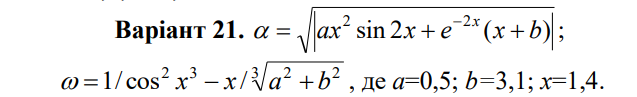 Варіант 21. α = √|ax² sin 2x + e⁻²ˣ(x + b)|;
ω = 1/ cos² x³ − x / ∛(a² + b²) , де a=0,5; b=3,1; x=1,4.